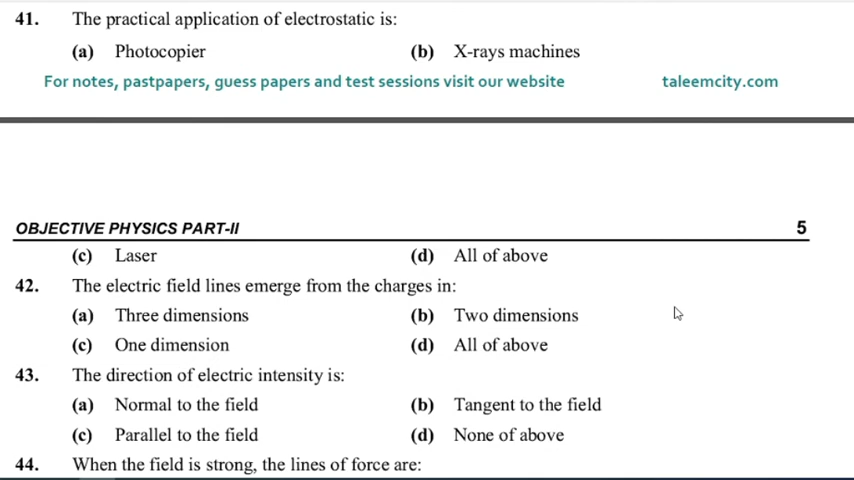 41. The practical application of electrostatic is:
(a) Photocopier (b) X-rays machines
For notes, pastpapers, guess papers and test sessions visit our website taleemcity.com
OBJECTIVE PHYSICS PART-II 5
(c) Laser (d) All of above
42. The electric field lines emerge from the charges in:
(a) Three dimensions (b) Two dimensions
(c) One dimension (d) All of above
43. The direction of electric intensity is:
(a) Normal to the field (b) Tangent to the field
(c) Parallel to the field (d) None of above
44. When the field is strong, the lines of force are: